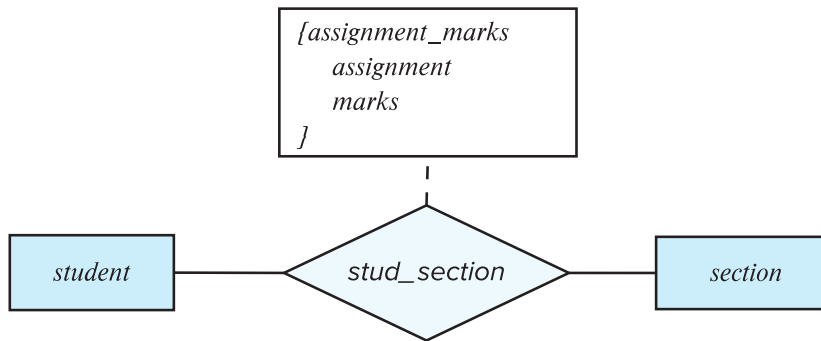 {assignment_marks
assignment
marks
}
student
stud_section
section